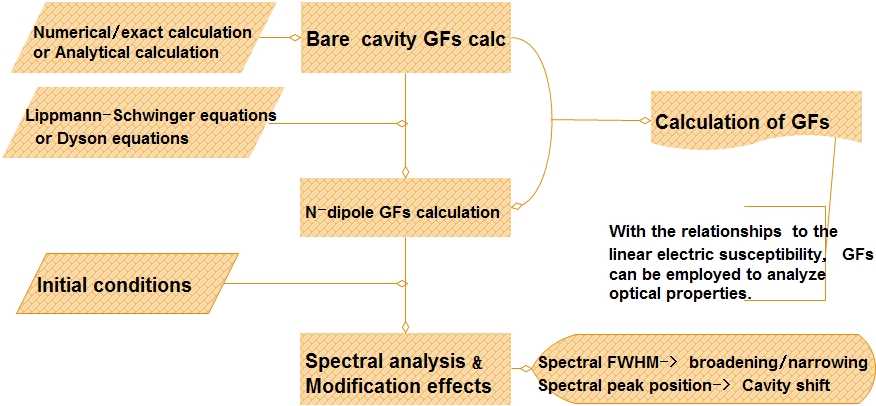 Numerical/exact calculation
or Analytical calculation
Bare cavity GFs calc
Lippmann-Schwinger equations
or Dyson equations
Calculation of GFs
N-dipole GFs calculation
With the relationships to the
linear electric susceptibility, GFs
can be employed to analyze
optical properties.
Initial conditions
Spectral analysis &
Modification effects
Spectral FWHM-> broadening/narrowing
Spectral peak position-> Cavity shift